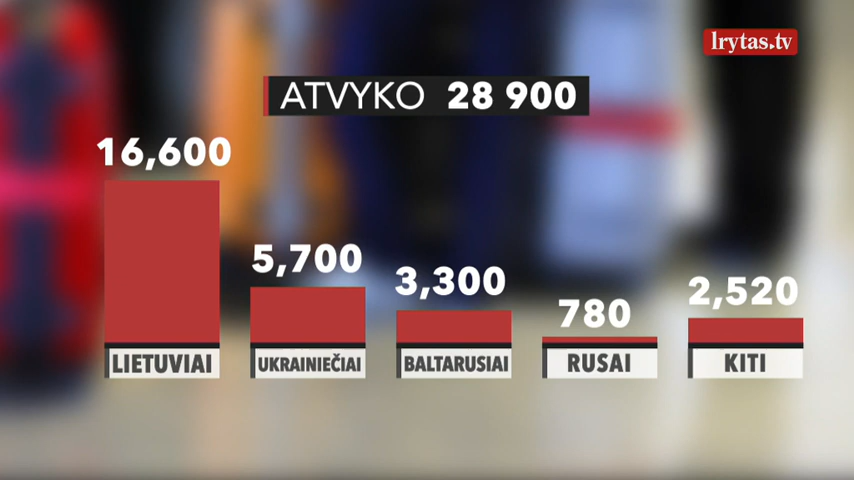 lrytas.tv
ATVYKO 28 900
16,600
5,700
3,300
780
2,520
LIETUVIAI
UKRAINIEČIAI
BALTARUSIAI
RUSAI
KITI